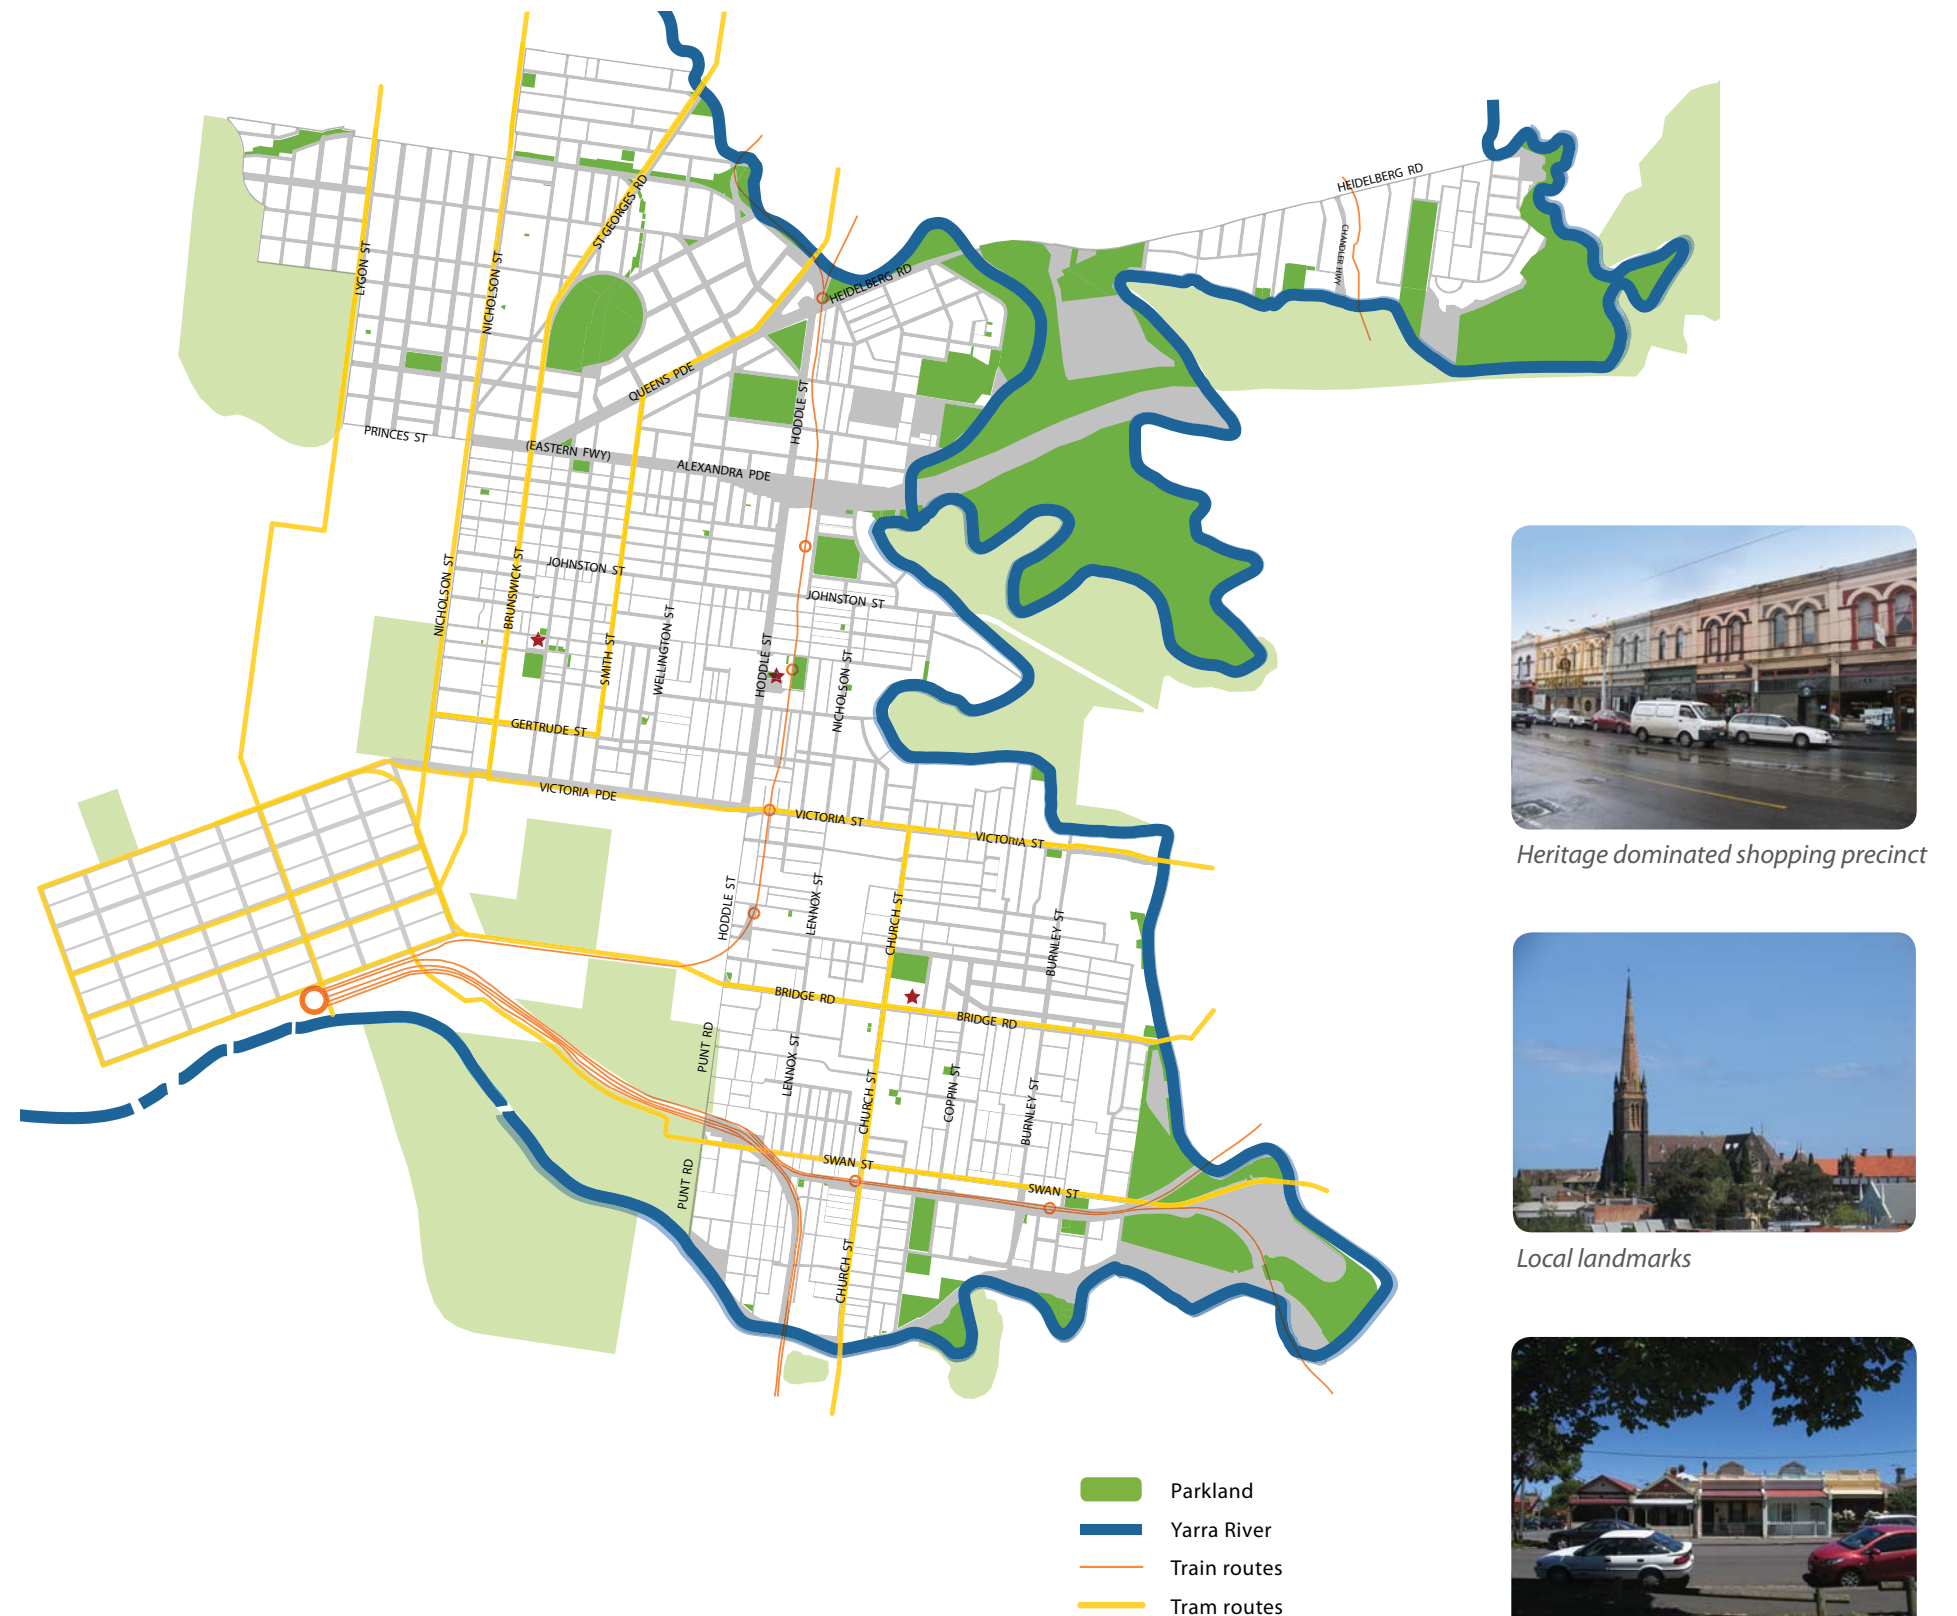 HEIDELBERG RD
CHANDLER HWY
ST GEORGES RD
LYGON ST
NICHOLSON ST
HEIDELBERG RD
QUEENS PDE
HODDLE ST
PRINCES ST
(EASTERN FWY)
ALEXANDRA PDE
NICHOLSON ST
BRUNSWICK ST
JOHNSTON ST
JOHNSTON ST
SMITH ST
WELLINGTON ST
HODDLE ST
NICHOLSON ST
GERTRUDE ST
VICTORIA PDE
VICTORIA ST
VICTORIA ST
HODDLE ST
LENNOX ST
CHURCH ST
BURNLEY ST
BRIDGE RD
BRIDGE RD
PUNT RD
LENNOX ST
CHURCH ST
COPPIN ST
BURNLEY ST
SWAN ST
SWAN ST
PUNT RD
CHURCH ST
Heritage dominated shopping precinct
Local landmarks
Parkland
Yarra River
Train routes
Tram routes